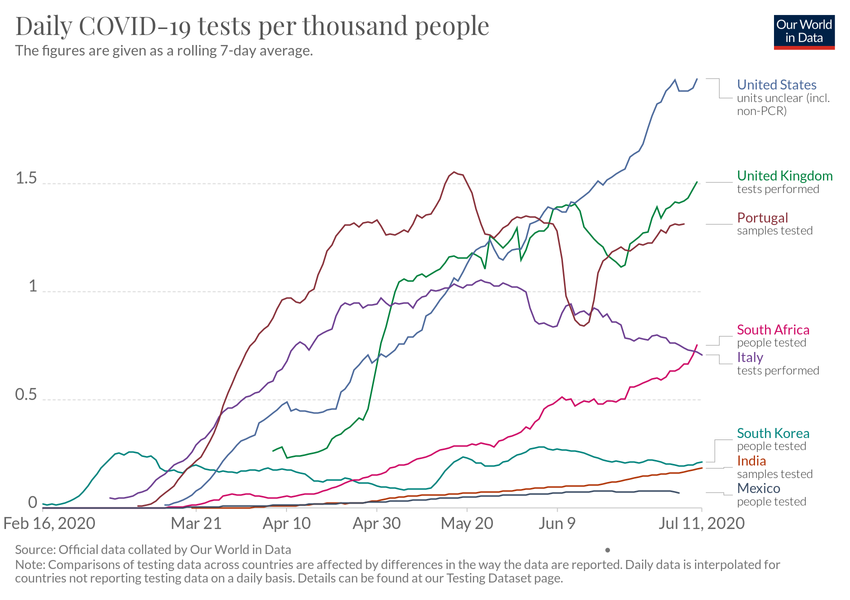 Daily COVID-19 tests per thousand people
The figures are given as a rolling 7-day average.
Our World
in Data
United States
units unclear (incl.
non-PCR)
1.5
United Kingdom
tests performed
Portugal
samples tested
1
South Africa
people tested
Italy
tests performed
0.5
South Korea
people tested
India
samples tested
Mexico
people tested
0
Feb 16, 2020 Mar 21 Apr 10 Apr 30 May 20 Jun 9 Jul 11, 2020
Source: Official data collated by Our World in Data
Note: Comparisons of testing data across countries are affected by differences in the way the data are reported. Daily data is interpolated for
countries not reporting testing data on a daily basis. Details can be found at our Testing Dataset page.